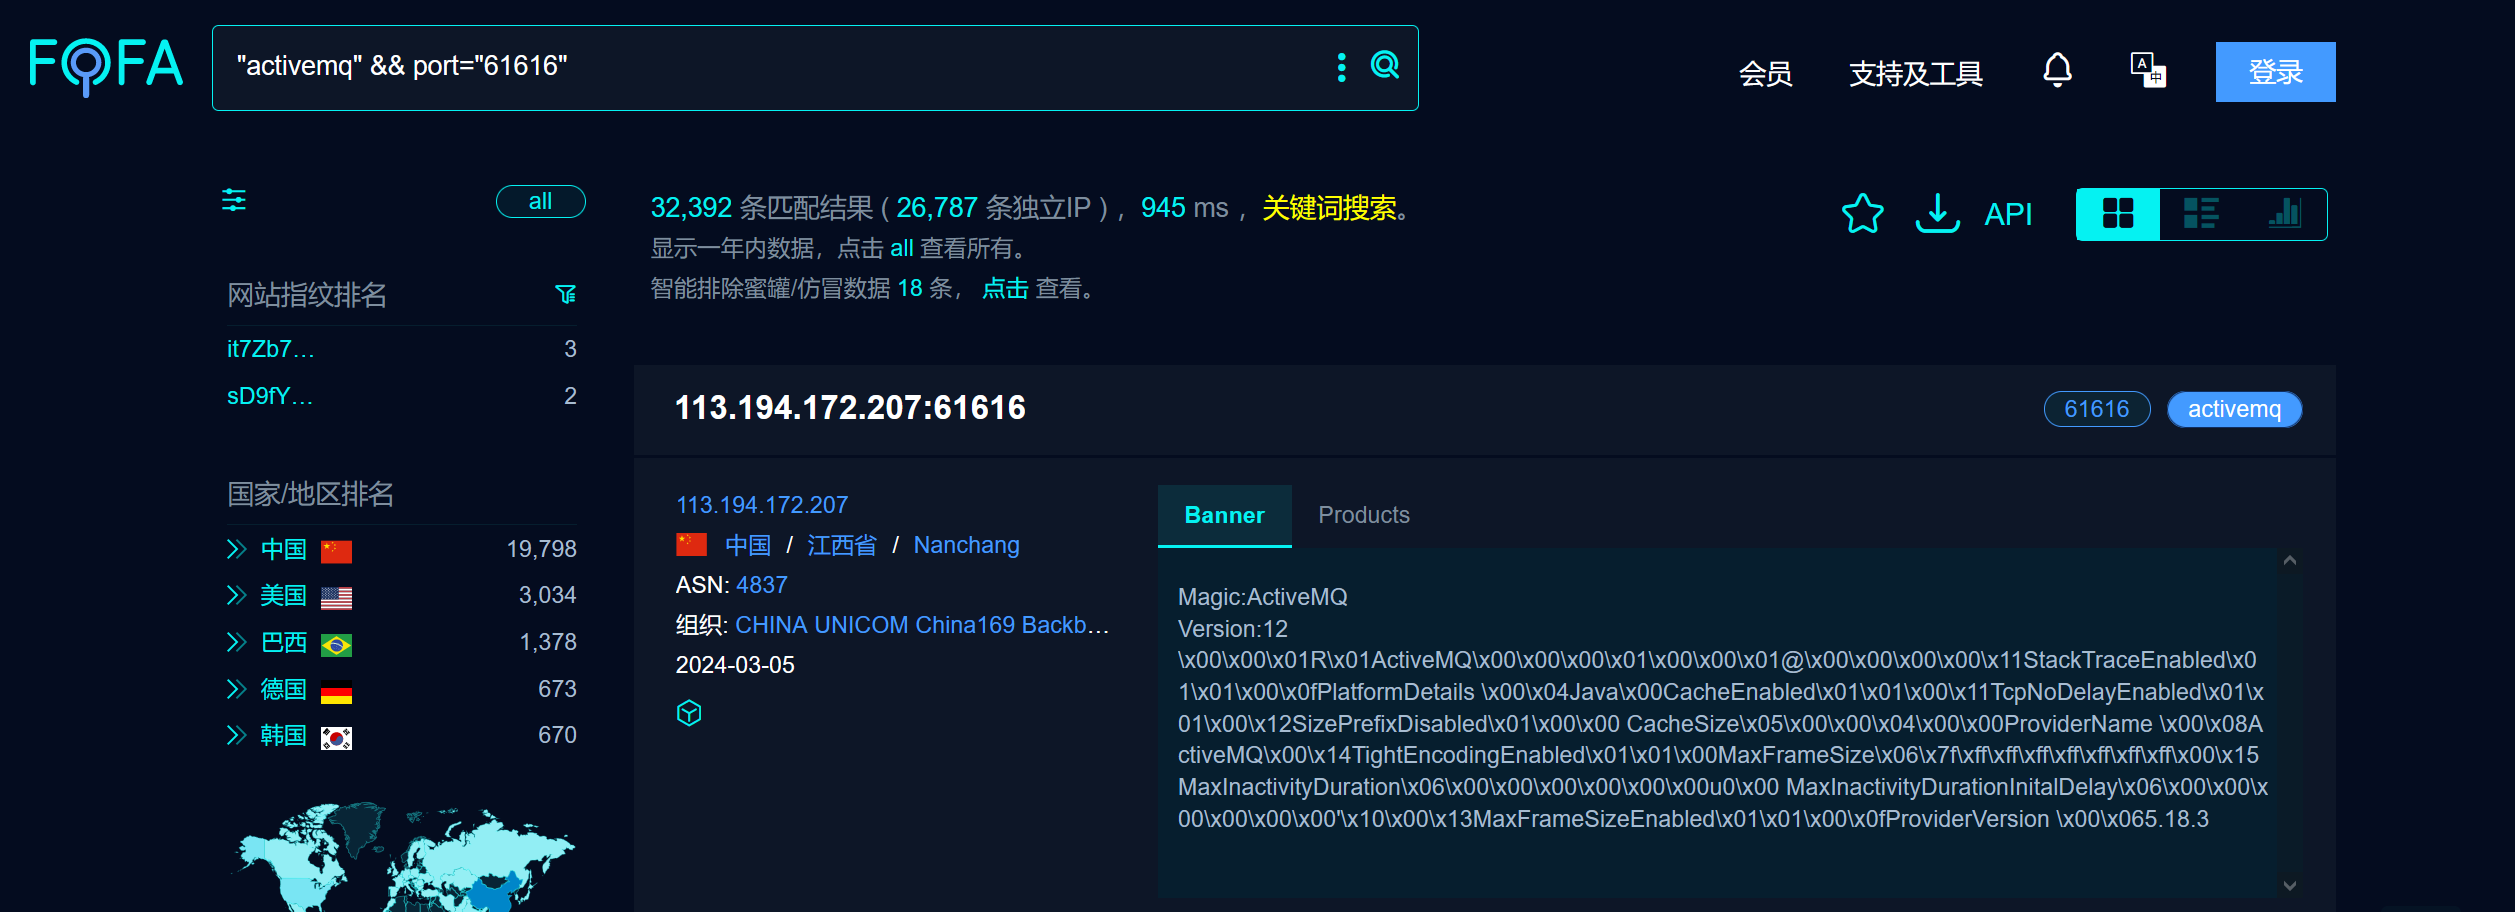 FOFA
"activemq" && port="61616"
会员
支持及工具
A
中
登录
all
32,392 条匹配结果 ( 26,787 条独立IP ) ，945 ms ，关键词搜索。
显示一年内数据，点击 all 查看所有。
智能排除蜜罐/仿冒数据 18 条， 点击 查看。
API
网站指纹排名
it7Zb7... 3
sD9fY... 2
国家/地区排名
中国 19,798
美国 3,034
巴西 1,378
德国 673
韩国 670
113.194.172.207:61616
61616
activemq
113.194.172.207
中国 / 江西省 / Nanchang
ASN: 4837
组织: CHINA UNICOM China169 Backb...
2024-03-05
Banner
Products
Magic:ActiveMQ
Version:12
\x00\x00\x01R\x01ActiveMQ\x00\x00\x00\x01\x00\x00\x01@\x00\x00\x00\x00\x11StackTraceEnabled\x0
1\x01\x00\x0fPlatformDetails \x00\x04Java\x00CacheEnabled\x01\x01\x00\x11TcpNoDelayEnabled\x01\x
01\x00\x12SizePrefixDisabled\x01\x00\x00 CacheSize\x05\x00\x00\x04\x00\x00ProviderName \x00\x08A
ctiveMQ\x00\x14TightEncodingEnabled\x01\x01\x00MaxFrameSize\x06\x7f\xff\xff\xff\xff\xff\xff\xff\x00\x15
MaxInactivityDuration\x06\x00\x00\x00\x00\x00\x00u0\x00 MaxInactivityDurationInitalDelay\x06\x00\x00\x
00\x00\x00\x00'\x10\x00\x13MaxFrameSizeEnabled\x01\x01\x00\x0fProviderVersion \x00\x065.18.3